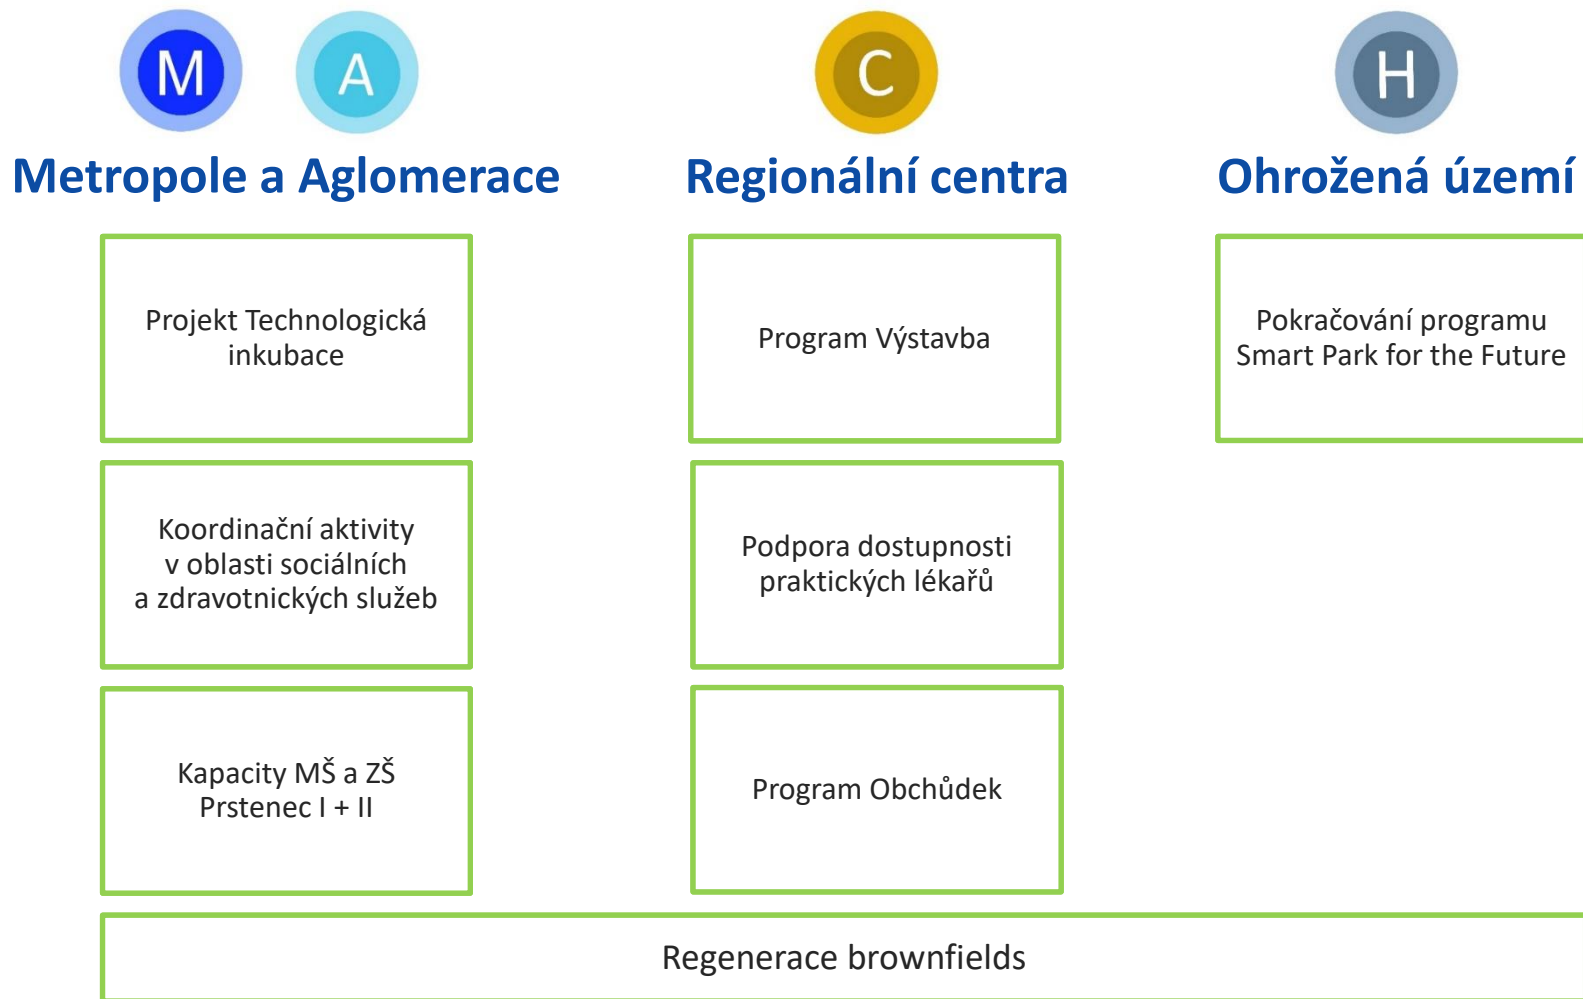 M
A
C
H
Metropole a Aglomerace
Regionální centra
Ohrožená území
Projekt Technologická
inkubace
Program Výstavba
Pokračování programu
Smart Park for the Future
Koordinační aktivity
v oblasti sociálních
a zdravotnických služeb
Podpora dostupnosti
praktických lékařů
Kapacity MŠ a ZŠ
Prstenec I + II
Program Obchůdek
Regenerace brownfields